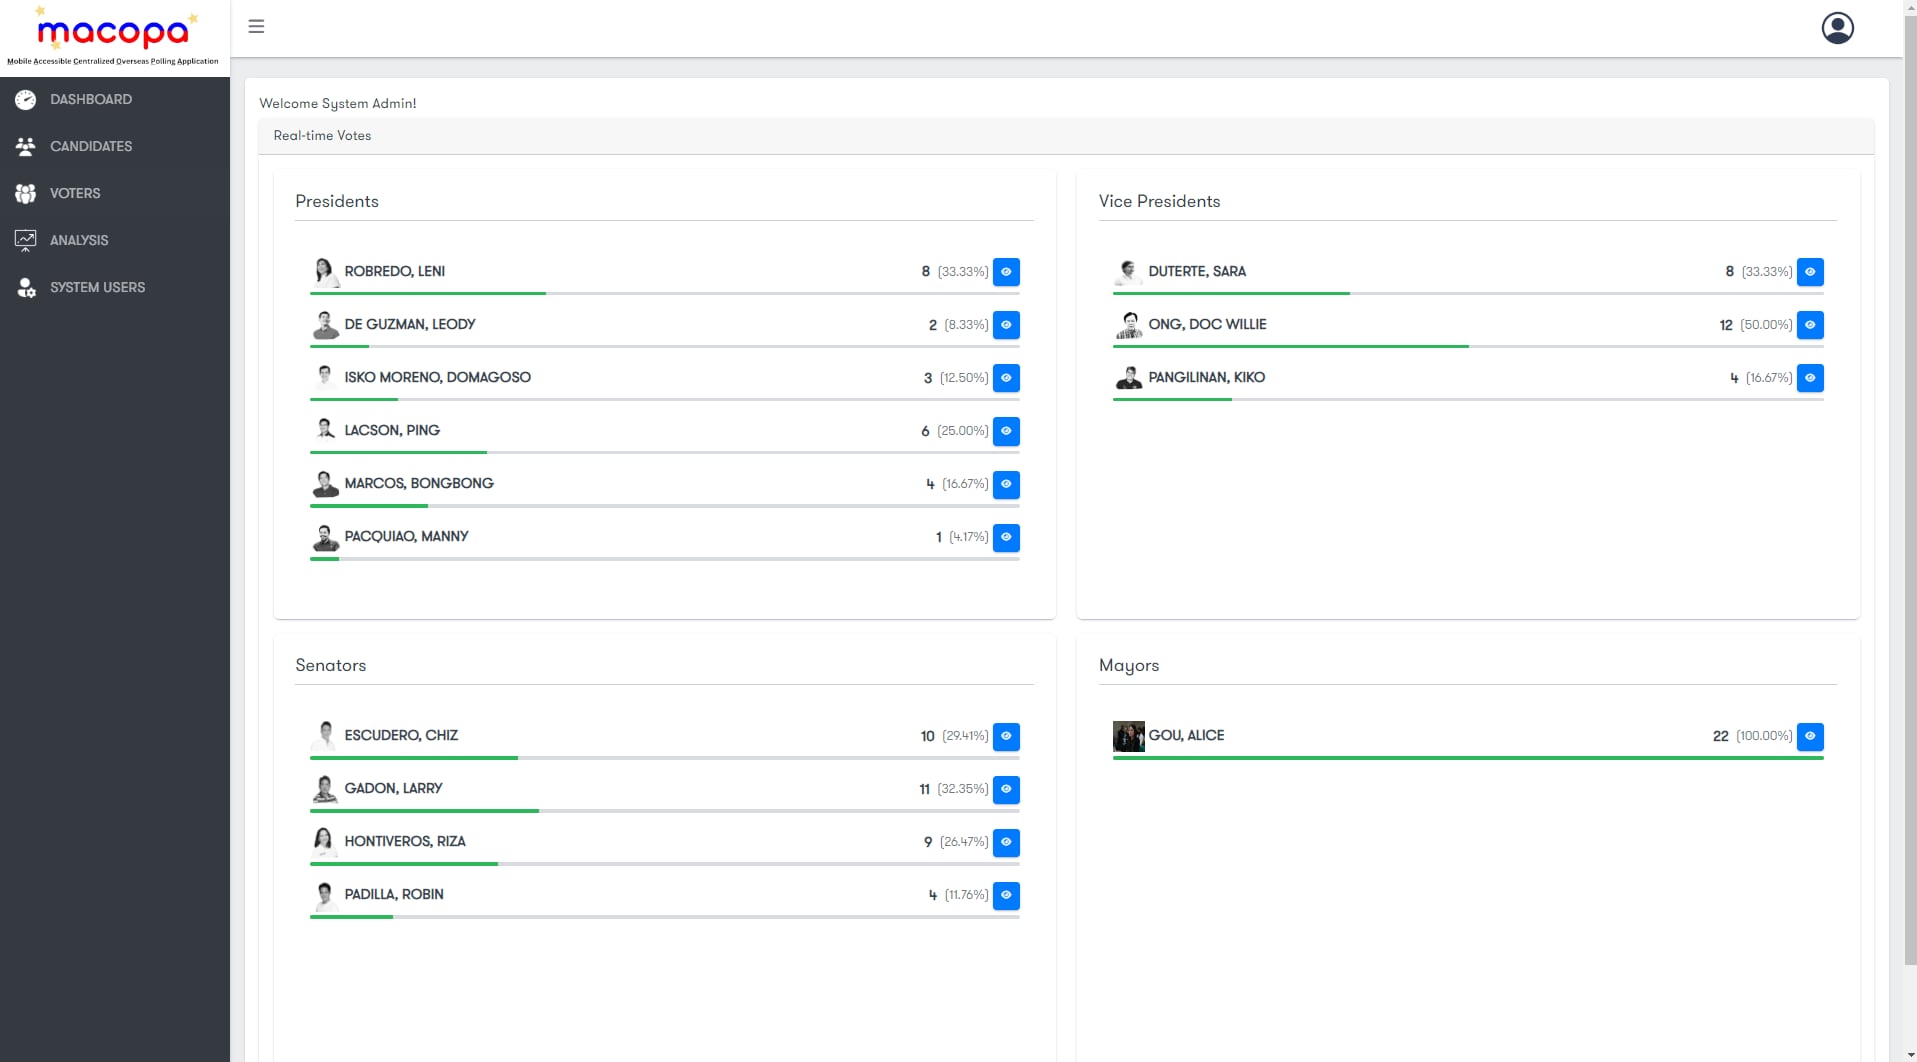 macopa
Mobile Accessible Centralized Overseas Polling Application
DASHBOARD
CANDIDATES
VOTERS
ANALYSIS
SYSTEM USERS
Welcome System Admin!
Real-time Votes
Presidents
ROBREDO, LENI 8 (33.33%)
DE GUZMAN, LEODY 2 (8.33%)
ISKO MORENO, DOMAGOSO 3 (12.50%)
LACSON, PING 6 (25.00%)
MARCOS, BONGBONG 4 (16.67%)
PACQUIAO, MANNY 1 (4.17%)
Vice Presidents
DUTERTE, SARA 8 (33.33%)
ONG, DOC WILLIE 12 (50.00%)
PANGILINAN, KIKO 4 (16.67%)
Senators
ESCUDERO, CHIZ 10 (29.41%)
GADON, LARRY 11 (32.35%)
HONTIVEROS, RIZA 9 (26.47%)
PADILLA, ROBIN 4 (11.76%)
Mayors
GOU, ALICE 22 (100.00%)